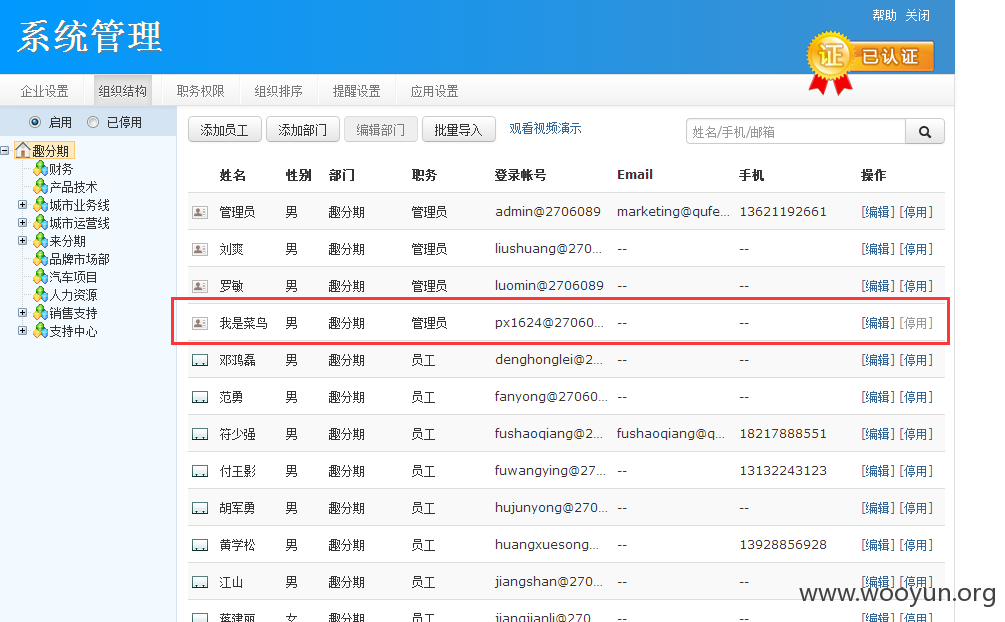 帮助 关闭
系统管理
证 已认证
企业设置 组织结构 职务权限 组织排序 提醒设置 应用设置
启用 已停用
添加员工 添加部门 编辑部门 批量导入 观看视频演示 姓名/手机/邮箱
趣分期
财务
产品技术
城市业务线
城市运营线
来分期
品牌市场部
汽车项目
人力资源
销售支持
支持中心
姓名 性别 部门 职务 登录帐号 Email 手机 操作
管理员 男 趣分期 管理员 admin@2706089 marketing@qufe... 13621192661 [编辑] [停用]
刘爽 男 趣分期 管理员 liushuang@270... -- -- [编辑] [停用]
罗敏 男 趣分期 管理员 luomin@2706089 -- -- [编辑] [停用]
我是菜鸟 男 趣分期 管理员 px1624@27060... -- -- [编辑] [停用]
邓鸿磊 男 趣分期 员工 denghonglei@2... -- -- [编辑] [停用]
范勇 男 趣分期 员工 fanyong@27060... -- -- [编辑] [停用]
符少强 男 趣分期 员工 fushaoqiang@2... fushaoqiang@q... 18217888551 [编辑] [停用]
付王影 男 趣分期 员工 fuwangying@27... -- 13132243123 [编辑] [停用]
胡军勇 男 趣分期 员工 hujunyong@270... -- -- [编辑] [停用]
黄学松 男 趣分期 员工 huangxuesong... -- 13928856928 [编辑] [停用]
江山 男 趣分期 员工 jiangshan@270... -- -- [编辑] [停用]
蒋建丽 女 趣分期 员工 jiangjianli@270... -- -- [编辑] [停用]
www.wooyun.org